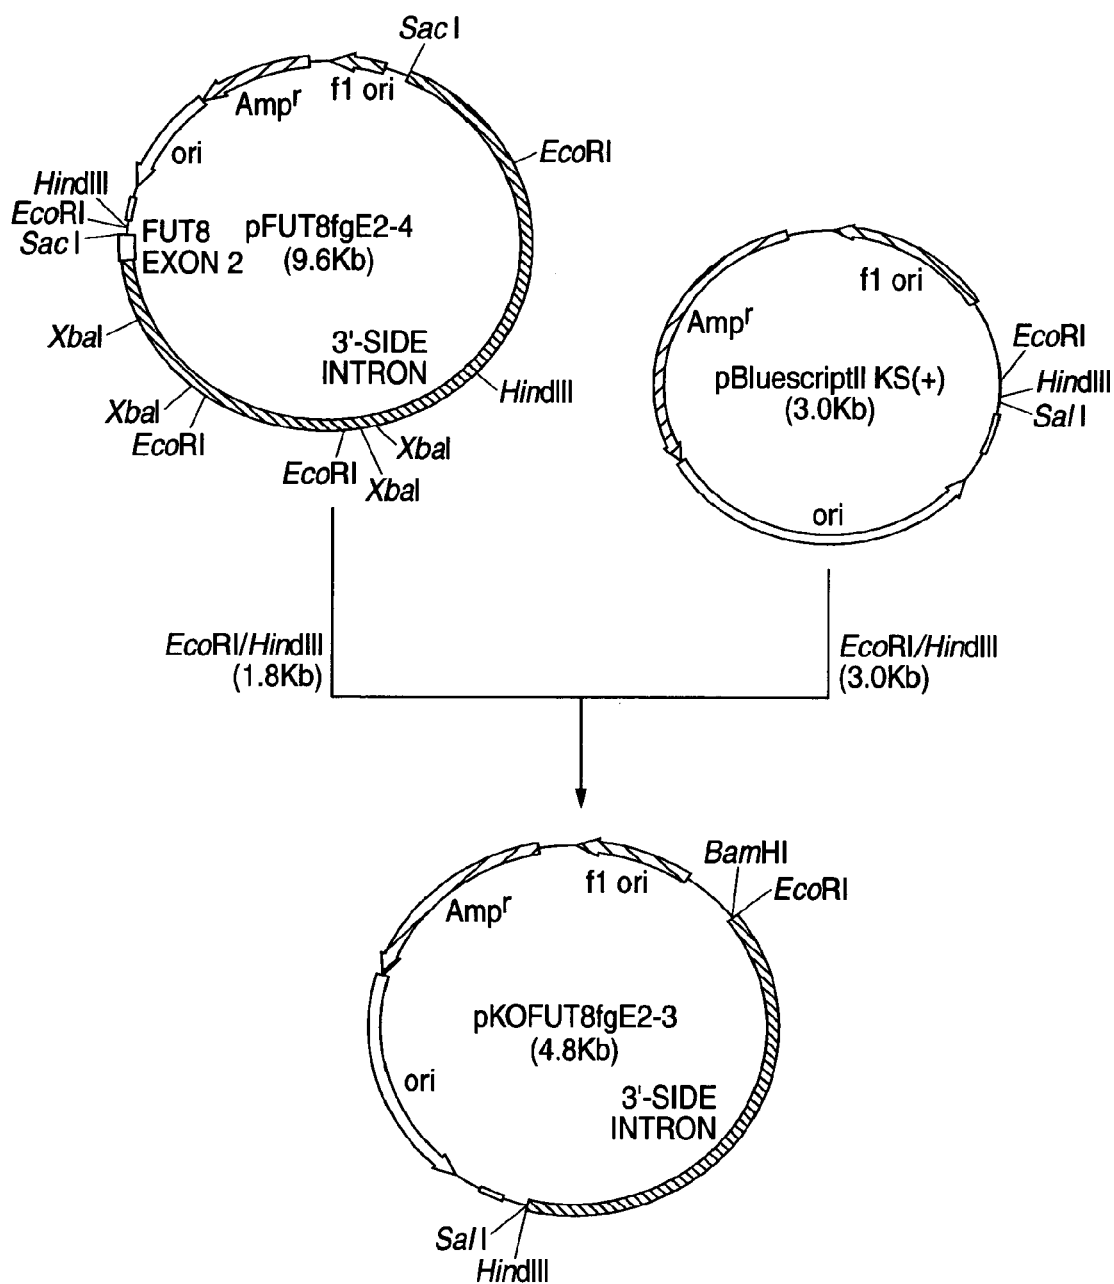 SacI
f1 ori
Ampr
EcoRI
ori
HindIII
EcoRI
SacI
FUT8
EXON 2
pFUT8fgE2-4
(9.6Kb)
XbaI
3'-SIDE
INTRON
HindIII
XbaI
EcoRI
XbaI
EcoRI
XbaI
f1 ori
Ampr
EcoRI
pBluescriptII KS(+)
(3.0Kb)
HindIII
SalI
ori
EcoRI/HindIII
(1.8Kb)
EcoRI/HindIII
(3.0Kb)
BamHI
f1 ori
EcoRI
Ampr
pKOFUT8fgE2-3
(4.8Kb)
ori
3'-SIDE
INTRON
SalI
HindIII